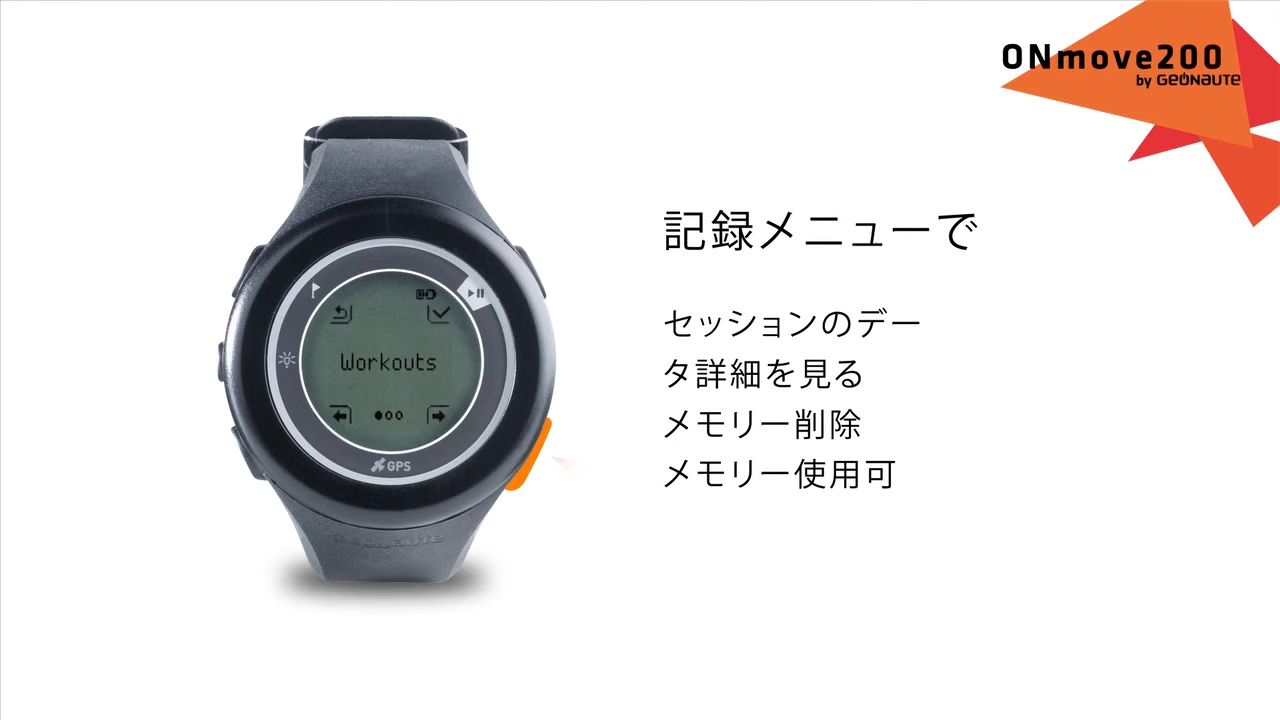 ONmove200
by GEONAUTE
記録メニューで
セッションのデー
タ詳細を見る
メモリー削除
メモリー使用可
Workouts
GPS
GEONAUTE